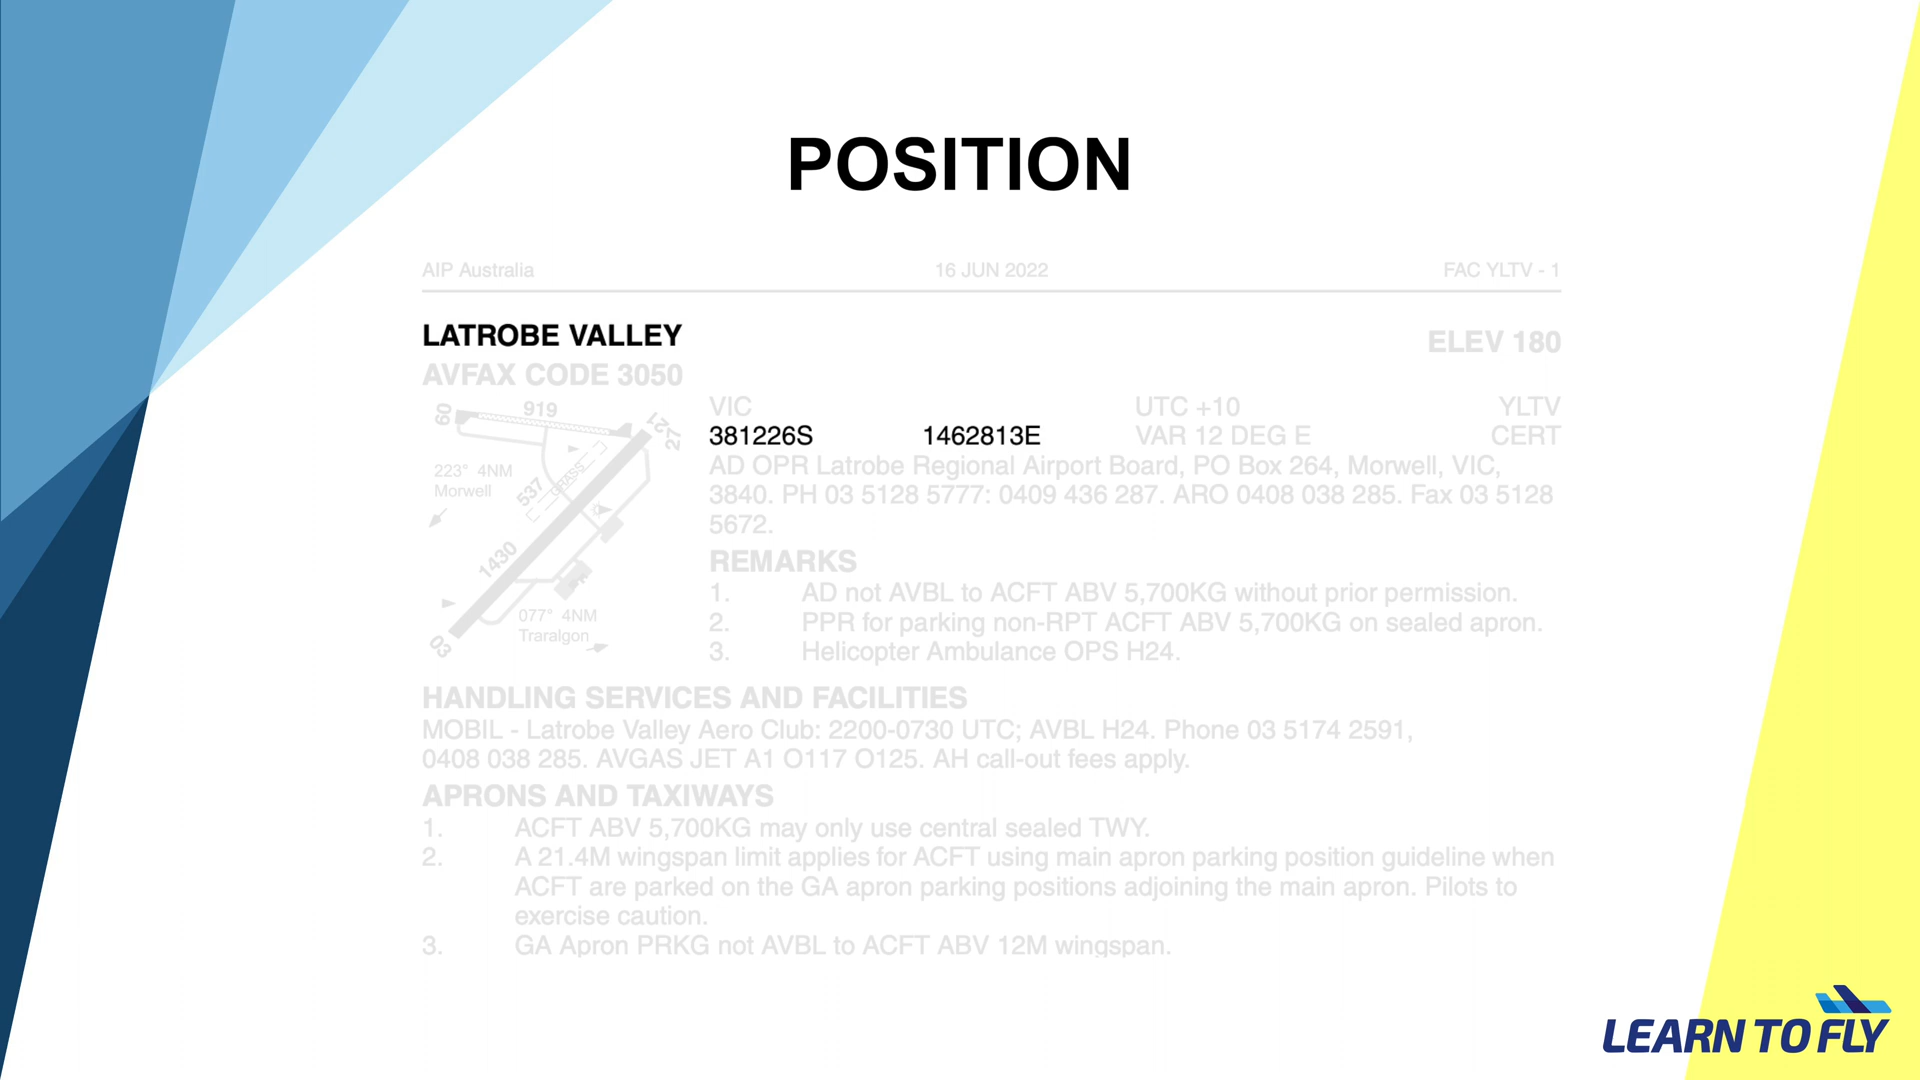 POSITION
AIP Australia 16 JUN 2022 FAC YLTV - 1
LATROBE VALLEY ELEV 180
AVFAX CODE 3050
09 919 12 27
223° 4NM
Morwell
537 GRASS
1430
077° 4NM
Traralgon
03 21
VIC UTC +10 YLTV
381226S 1462813E VAR 12 DEG E CERT
AD OPR Latrobe Regional Airport Board, PO Box 264, Morwell, VIC,
3840. PH 03 5128 5777: 0409 436 287. ARO 0408 038 285. Fax 03 5128
5672.
REMARKS
1. AD not AVBL to ACFT ABV 5,700KG without prior permission.
2. PPR for parking non-RPT ACFT ABV 5,700KG on sealed apron.
3. Helicopter Ambulance OPS H24.
HANDLING SERVICES AND FACILITIES
MOBIL - Latrobe Valley Aero Club: 2200-0730 UTC; AVBL H24. Phone 03 5174 2591,
0408 038 285. AVGAS JET A1 O117 O125. AH call-out fees apply.
APRONS AND TAXIWAYS
1. ACFT ABV 5,700KG may only use central sealed TWY.
2. A 21.4M wingspan limit applies for ACFT using main apron parking position guideline when
ACFT are parked on the GA apron parking positions adjoining the main apron. Pilots to
exercise caution.
3. GA Apron PRKG not AVBL to ACFT ABV 12M wingspan.
LEARN TO FLY